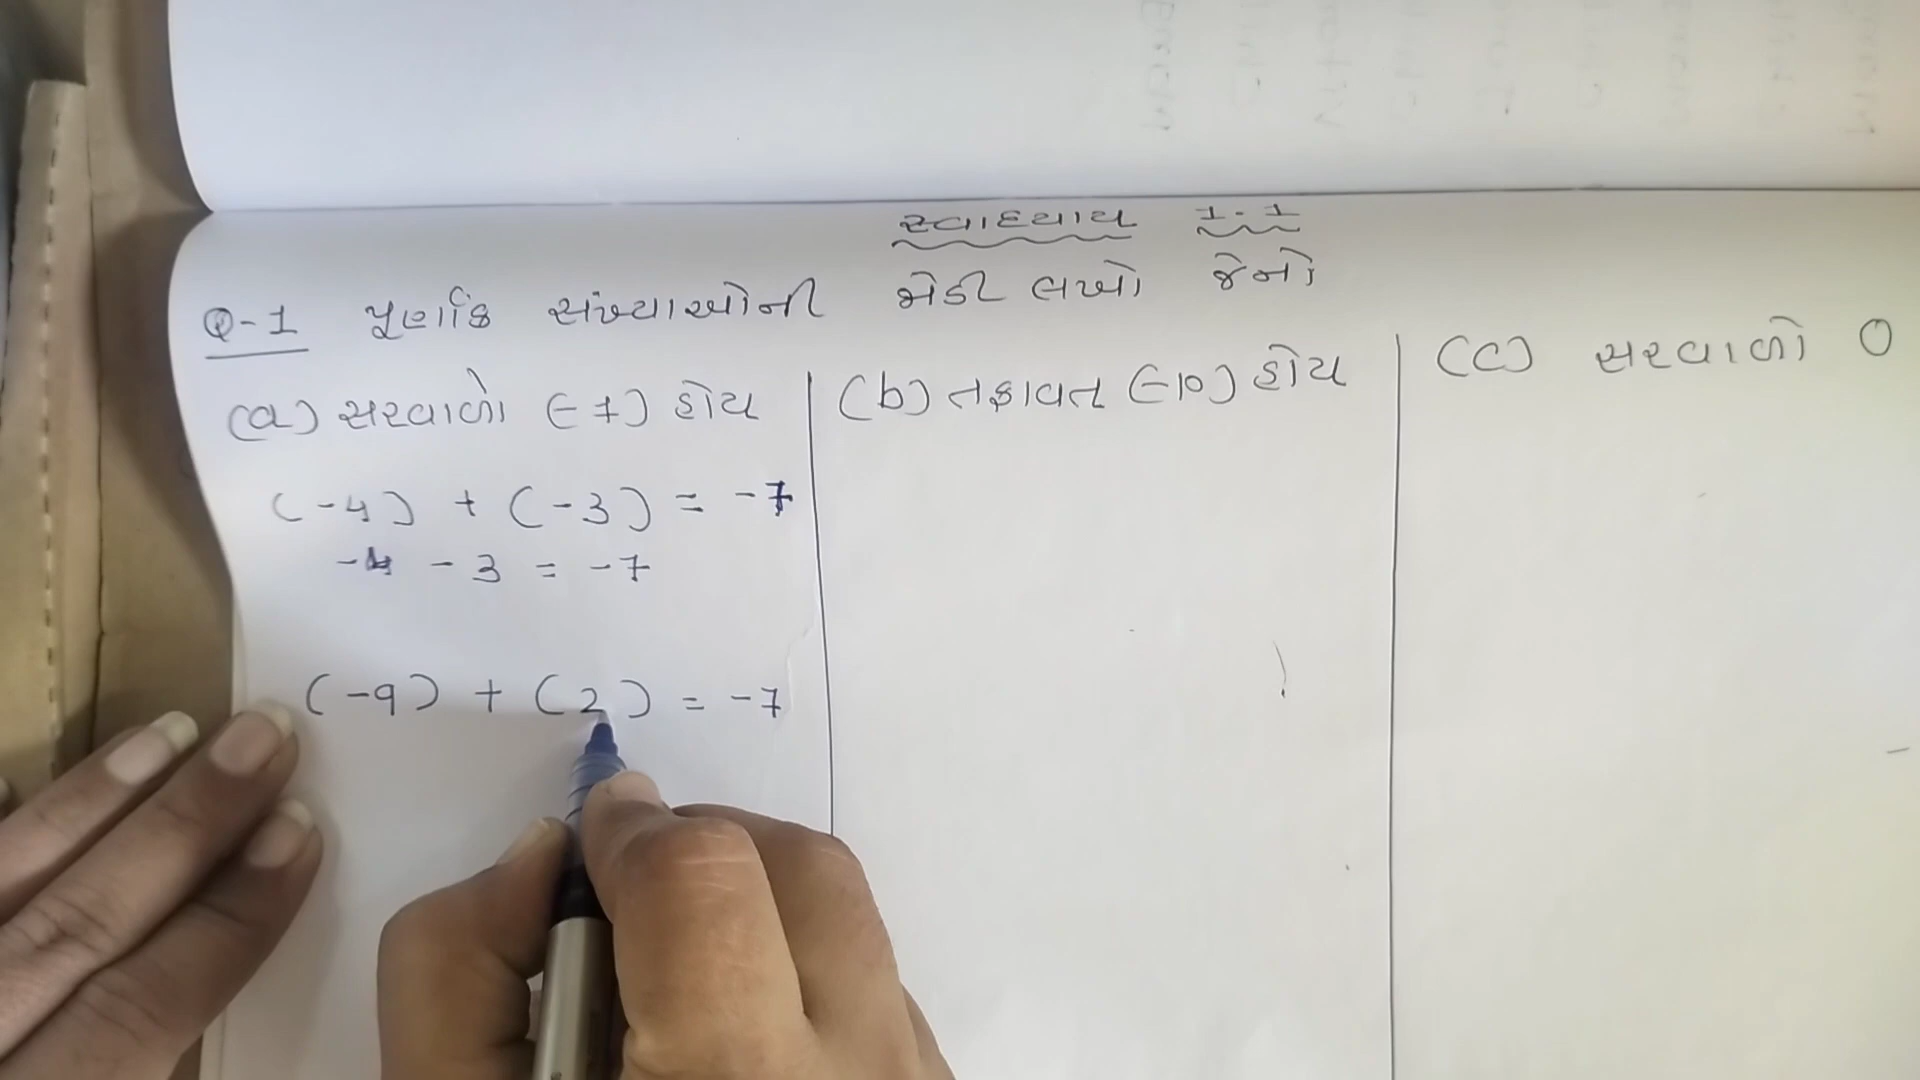 સ્વાધ્યાય 1.1
Q-1 પૂર્ણાંક સંખ્યાઓની જોડી લખો જેનો
(a) સરવાળો (-7) હોય
(-4) + (-3) = -7
-4 - 3 = -7
(-9) + (2) = -7
(b) તફાવત (-10) હોય
(c) સરવાળો 0